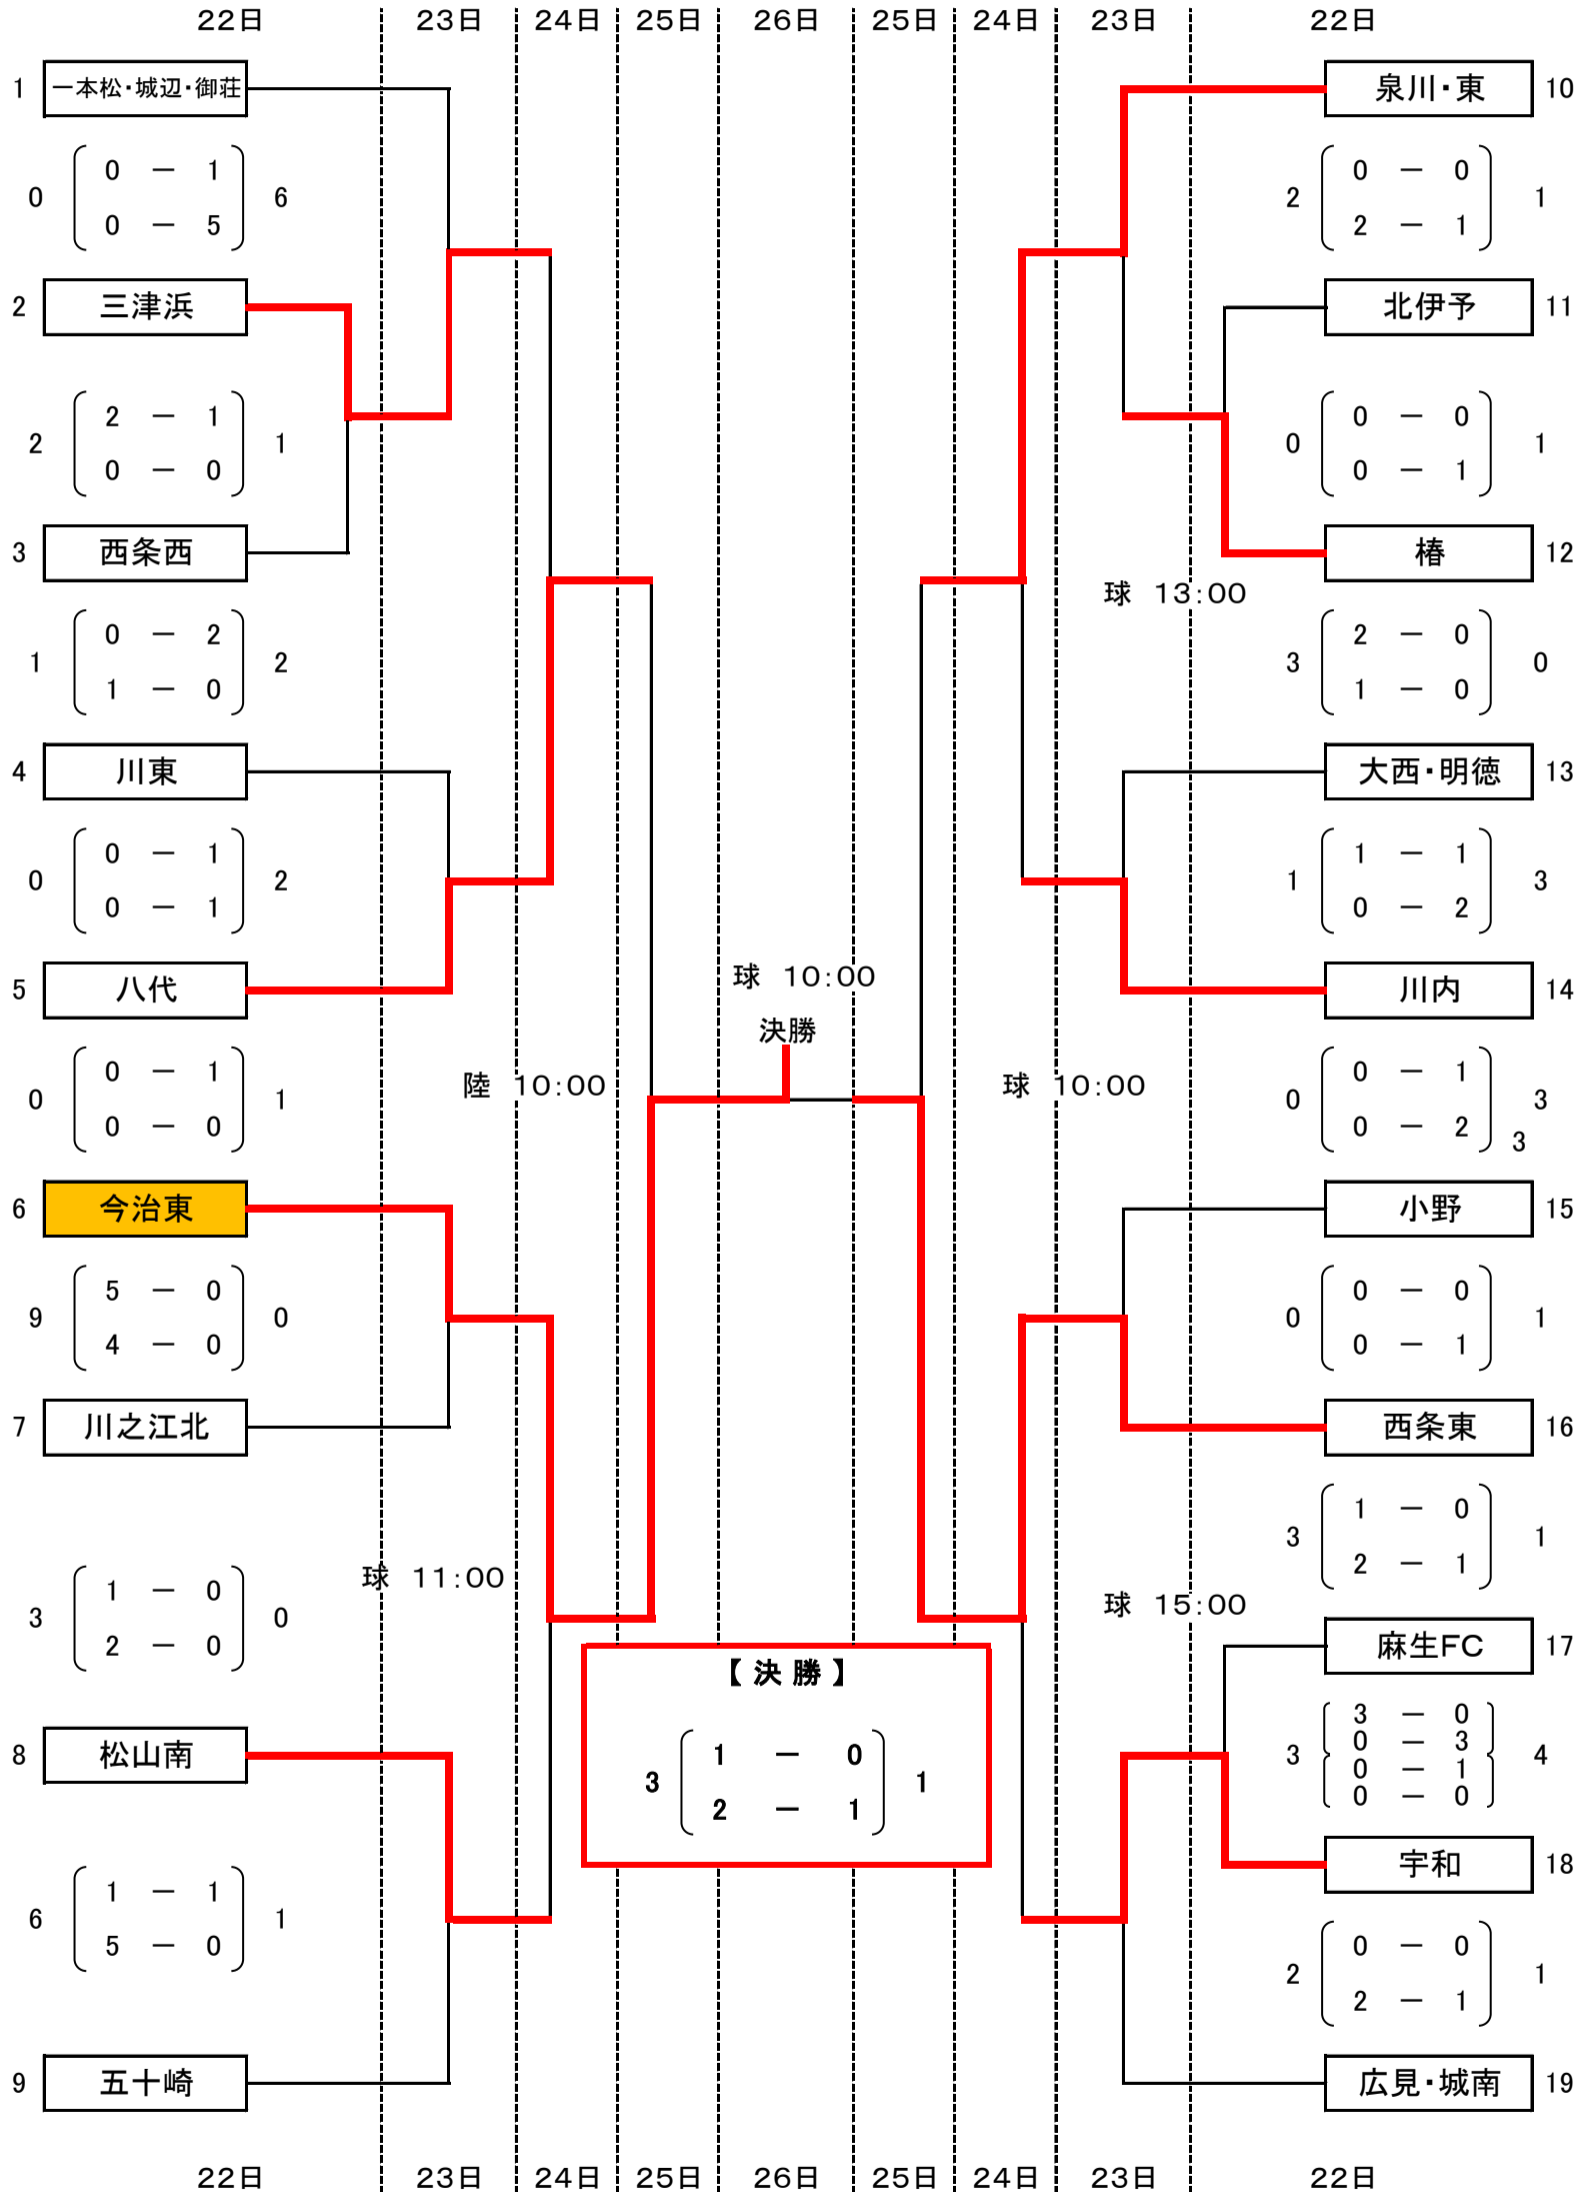 22日 23日 24日 25日 26日 25日 24日 23日 22日
1 一本松・城辺・御荘 泉川・東 10
0 － 1 0 － 0
0 6 2 1
0 － 5 2 － 1
2 三津浜 北伊予 11
2 － 1 0 － 0
2 1 0 1
0 － 0 0 － 1
3 西条西 椿 12
球 13:00
0 － 2 2 － 0
1 2 3 0
1 － 0 1 － 0
4 川東 大西・明徳 13
0 － 1 1 － 1
0 2 1 3
0 － 1 0 － 2
球 10:00
5 八代 川内 14
決勝
0 － 1 陸 10:00 球 10:00 0 － 1
0 1 0 3
0 － 0 0 － 2 3
6 今治東 小野 15
5 － 0 0 － 0
9 0 0 1
4 － 0 0 － 1
7 川之江北 西条東 16
1 － 0
3 1
2 － 1
球 11:00
1 － 0 球 15:00
3 0
2 － 0 麻生FC 17
【 決 勝 】
3 － 0
0 － 3
8 松山南 1 － 0 3 4
3 1 0 － 1
2 － 1 0 － 0
宇和 18
1 － 1 0 － 0
6 1 2 1
5 － 0 2 － 1
9 五十崎 広見・城南 19
22日 23日 24日 25日 26日 25日 24日 23日 22日